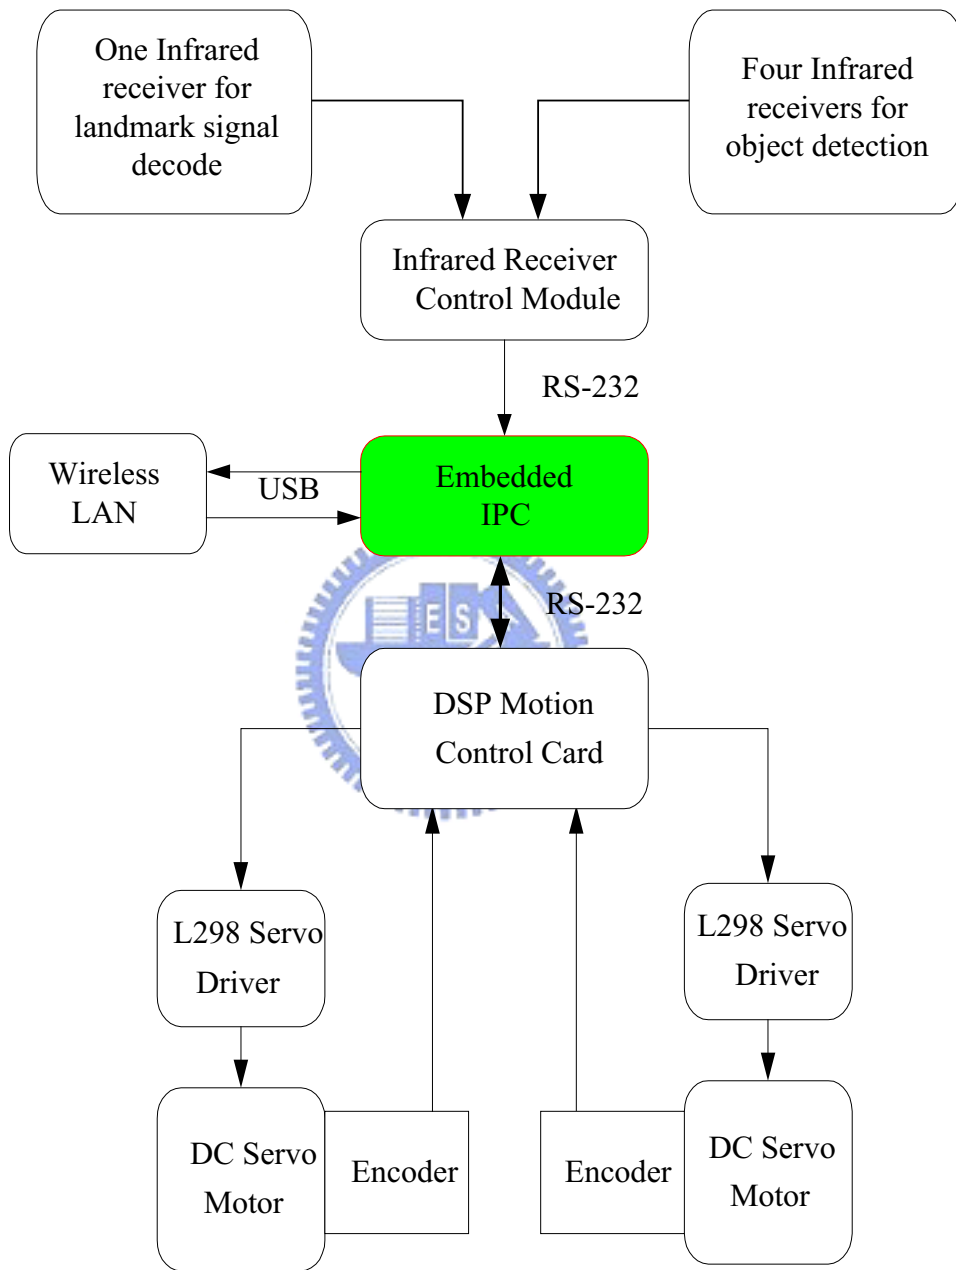 One Infrared
receiver for
landmark signal
decode
Four Infrared
receivers for
object detection
Infrared Receiver
Control Module
RS-232
Wireless
LAN
USB
Embedded
IPC
RS-232
ES
DSP Motion
Control Card
L298 Servo
Driver
L298 Servo
Driver
DC Servo
Motor
Encoder
Encoder
DC Servo
Motor